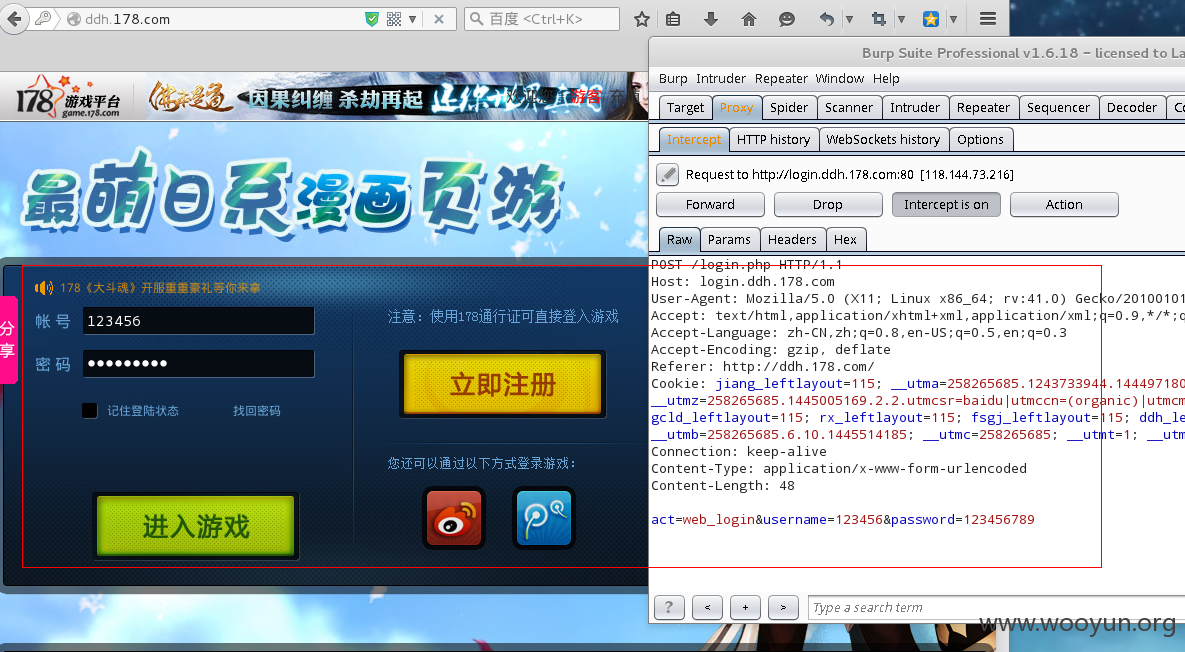 ddh.178.com
百度 <Ctrl+K>
Burp Suite Professional v1.6.18 - licensed to La
Burp Intruder Repeater Window Help
Target Proxy Spider Scanner Intruder Repeater Sequencer Decoder
Intercept HTTP history WebSockets history Options
Request to http://login.ddh.178.com:80 [118.144.73.216]
Forward Drop Intercept is on Action
Raw Params Headers Hex
POST /login.php HTTP/1.1
Host: login.ddh.178.com
User-Agent: Mozilla/5.0 (X11; Linux x86_64; rv:41.0) Gecko/20100101
Accept: text/html,application/xhtml+xml,application/xml;q=0.9,*/*;q
Accept-Language: zh-CN,zh;q=0.8,en-US;q=0.5,en;q=0.3
Accept-Encoding: gzip, deflate
Referer: http://ddh.178.com/
Cookie: jiang_leftlayout=115; __utma=258265685.1243733944.144497180
__utmz=258265685.1445005169.2.2.utmcsr=baidu|utmccn=(organic)|utmcm
gcld_leftlayout=115; rx_leftlayout=115; fsgj_leftlayout=115; ddh_le
__utmb=258265685.6.10.1445514185; __utmc=258265685; __utmt=1; __utm
Connection: keep-alive
Content-Type: application/x-www-form-urlencoded
Content-Length: 48
act=web_login&username=123456&password=123456789
? < + > Type a search term
178游戏平台
game.178.com
佛本是道
因果纠缠 杀劫再起
游客
最萌日系漫画页游
178《大斗魂》开服重重豪礼等你来拿
帐 号 123456
密 码 ●●●●●●●●●
记住登陆状态 找回密码
进入游戏
注意：使用178通行证可直接登入游戏
立即注册
您还可以通过以下方式登录游戏：
分享
www.wooyun.org